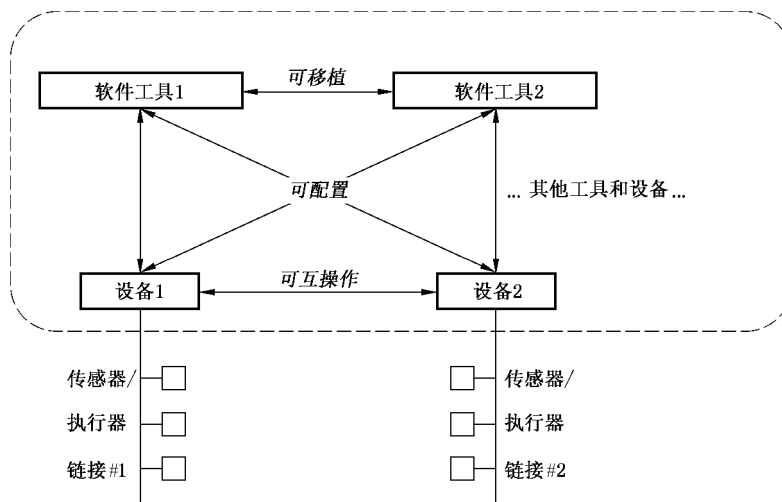 软件工具1
可移植
软件工具2
可配置
... 其他工具和设备...
设备1
可互操作
设备2
传感器/
传感器/
执行器
执行器
链接#1
链接#2